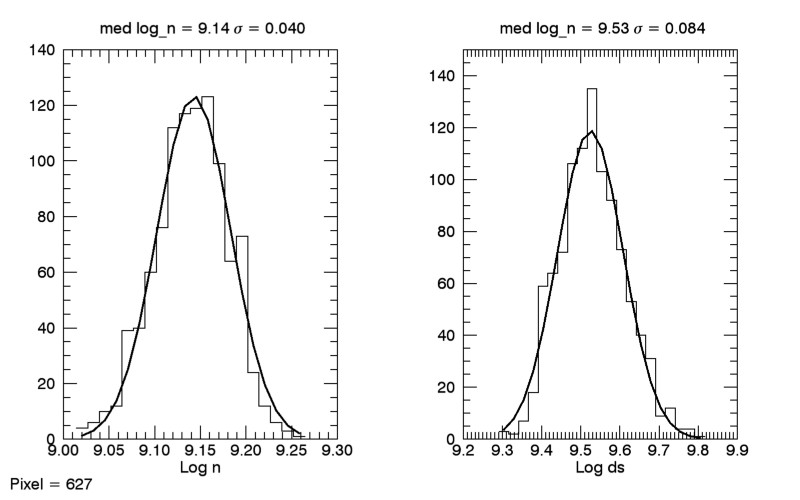 med log_n = 9.14 σ = 0.040
140
120
100
80
60
40
20
0
9.00 9.05 9.10 9.15 9.20 9.25 9.30
Log n
med log_n = 9.53 σ = 0.084
140
120
100
80
60
40
20
0
9.2 9.3 9.4 9.5 9.6 9.7 9.8 9.9
Log ds
Pixel = 627